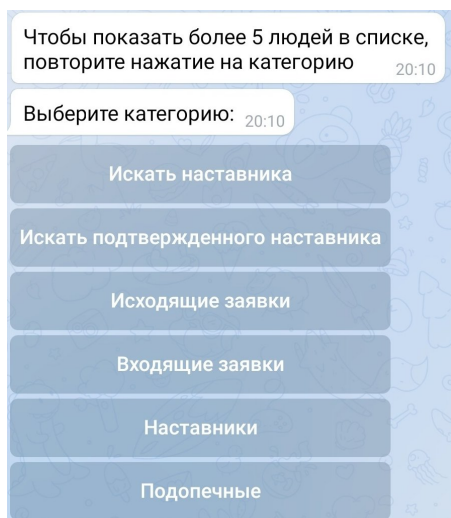 Чтобы показать более 5 людей в списке,
повторите нажатие на категорию
20:10
Выберите категорию:
20:10
Искать наставника
Искать подтвержденного наставника
Исходящие заявки
Входящие заявки
Наставники
Подопечные